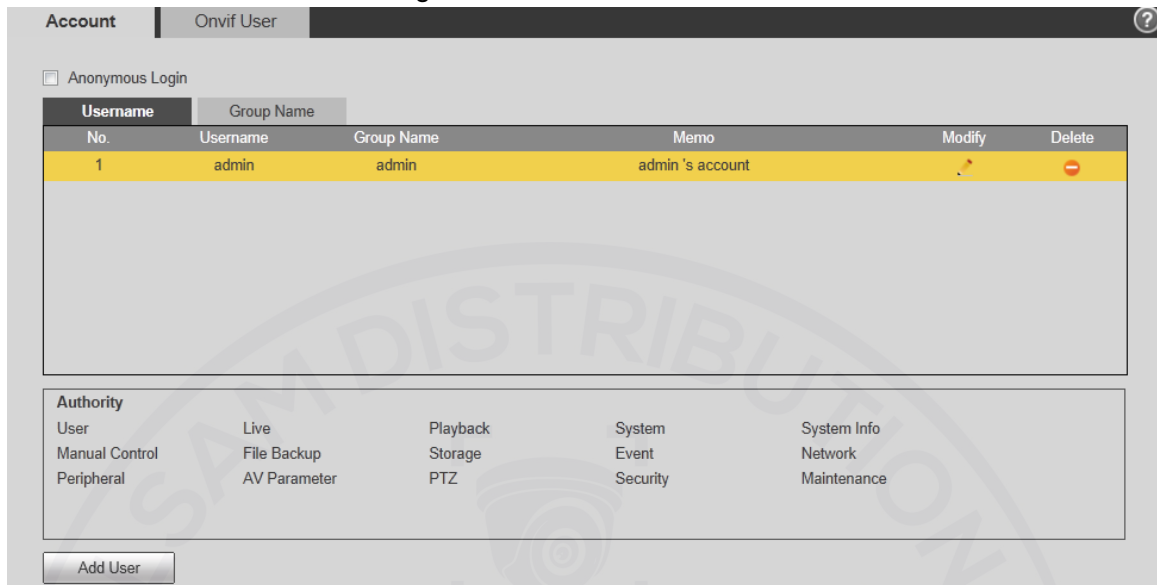 Account Onvif User ?
Anonymous Login
Username Group Name
No. Username Group Name Memo Modify Delete
1 admin admin admin 's account
Authority
User Live Playback System System Info
Manual Control File Backup Storage Event Network
Peripheral AV Parameter PTZ Security Maintenance
Add User
SAM DISTRIBUTION